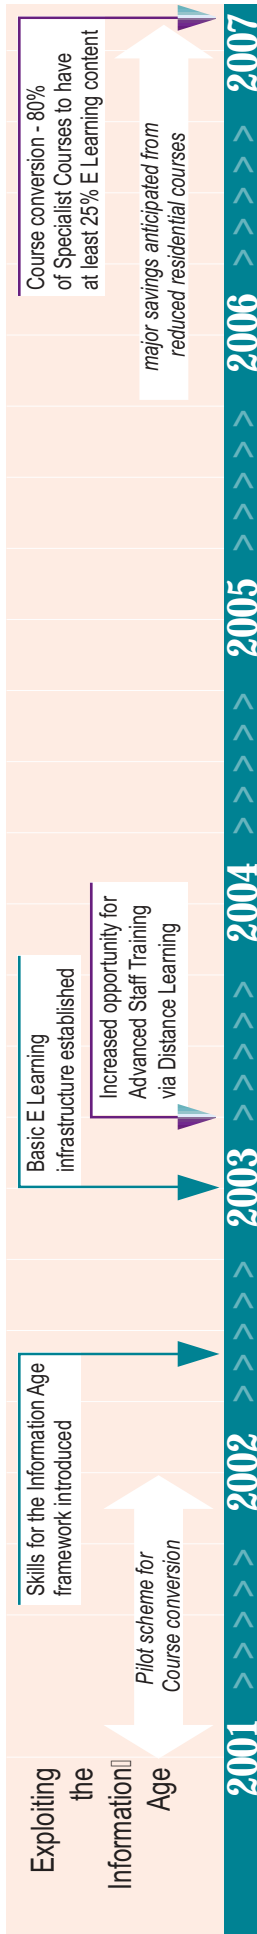 Exploiting
the
Information
Age
Skills for the Information Age
framework introduced
Pilot scheme for
Course conversion
Basic E Learning
infrastructure established
Increased opportunity for
Advanced Staff Training
via Distance Learning
Course conversion - 80%
of Specialist Courses to have
at least 25% E Learning content
major savings anticipated from
reduced residential courses
2001 > > > > 2002 > > > > 2003 > > > > 2004 > > > > 2005 > > > > 2006 > > > > 2007